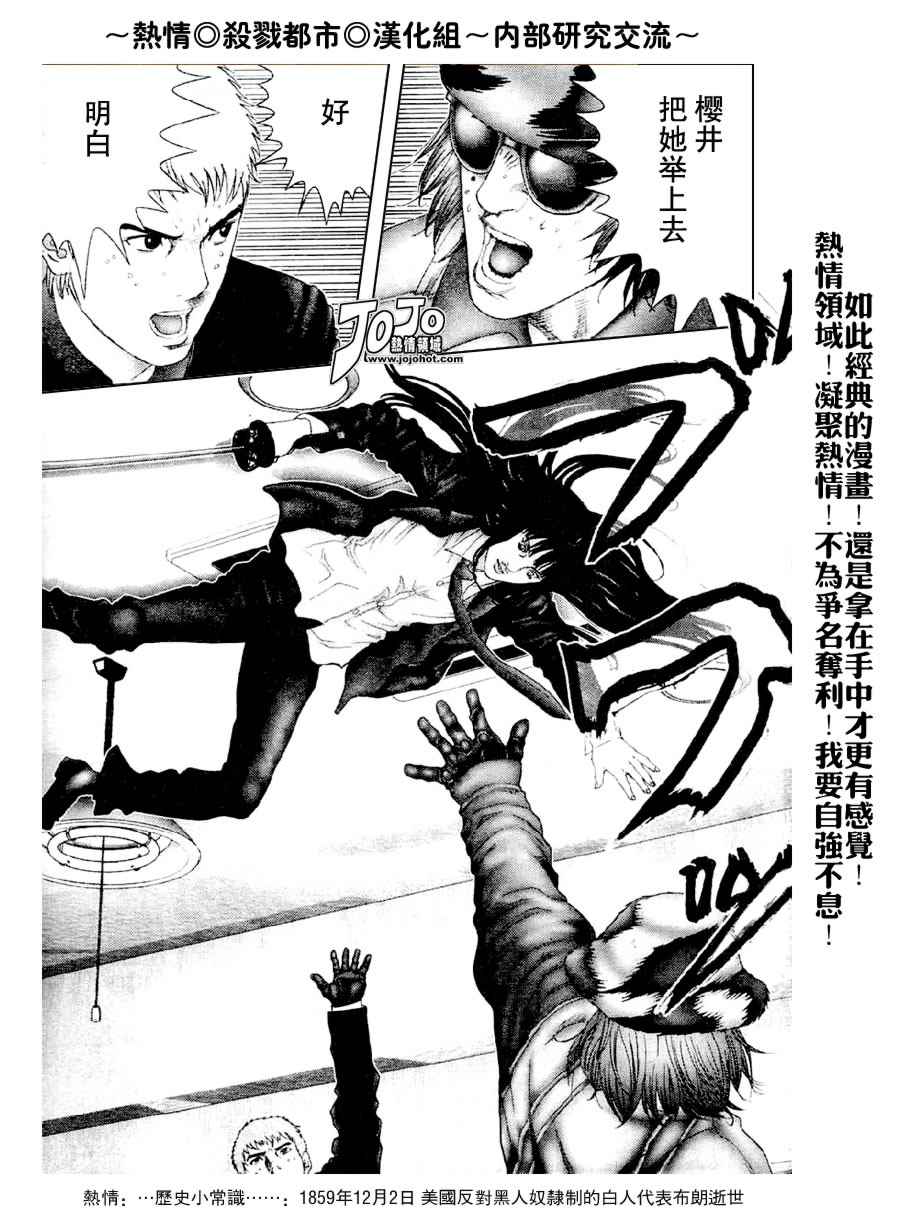 ～熱情◎殺戮都市◎漢化組～内部研究交流～
櫻井
把她举上去
好
明白
JOJO
熱情領域
www.jojohot.com
如此經典的漫畫！還是拿在手中才更有感覺！
熱情領域！凝聚熱情！不為爭名奪利！我要自強不息！
熱情：…歷史小常識……：1859年12月2日 美國反對黑人奴隸制的白人代表布朗逝世